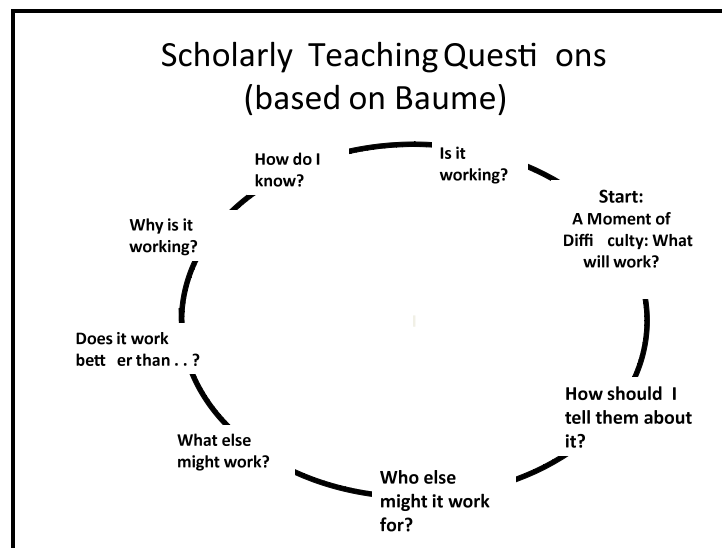 Scholarly Teaching Questi ons
(based on Baume)
Start:
A Moment of
Diffi culty: What
will work?
Is it
working?
How do I
know?
Why is it
working?
Does it work
bett er than . . ?
What else
might work?
Who else
might it work
for?
How should I
tell them about
it?